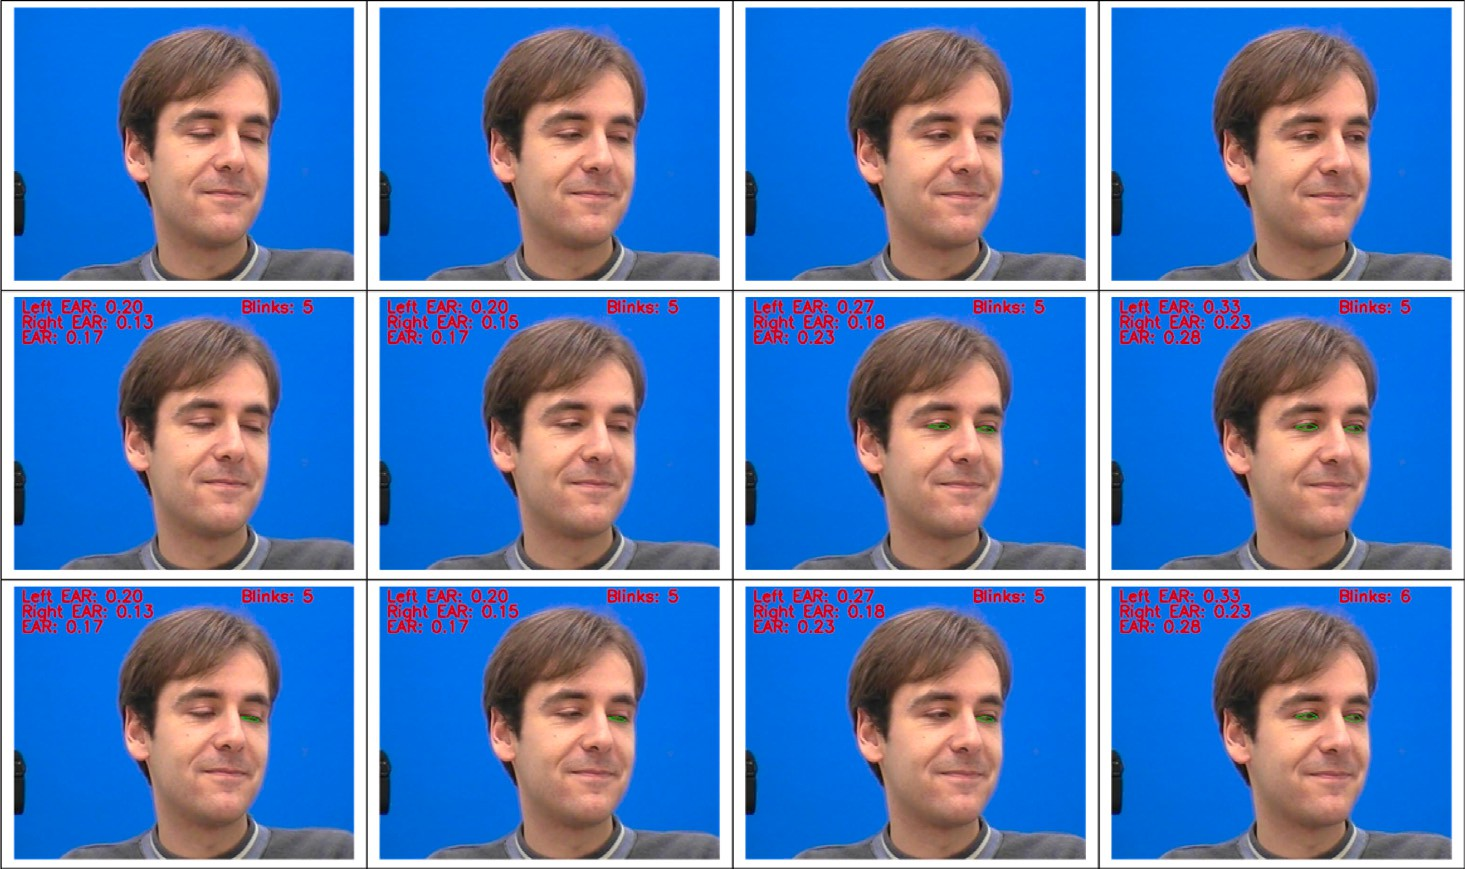 Left EAR: 0.20 Blinks: 5
Right EAR: 0.13
EAR: 0.17
Left EAR: 0.20 Blinks: 5
Right EAR: 0.15
EAR: 0.17
Left EAR: 0.27 Blinks: 5
Right EAR: 0.18
EAR: 0.23
Left EAR: 0.33 Blinks: 5
Right EAR: 0.23
EAR: 0.28
Left EAR: 0.20 Blinks: 5
Right EAR: 0.13
EAR: 0.17
Left EAR: 0.20 Blinks: 5
Right EAR: 0.15
EAR: 0.17
Left EAR: 0.27 Blinks: 5
Right EAR: 0.18
EAR: 0.23
Left EAR: 0.33 Blinks: 6
Right EAR: 0.23
EAR: 0.28